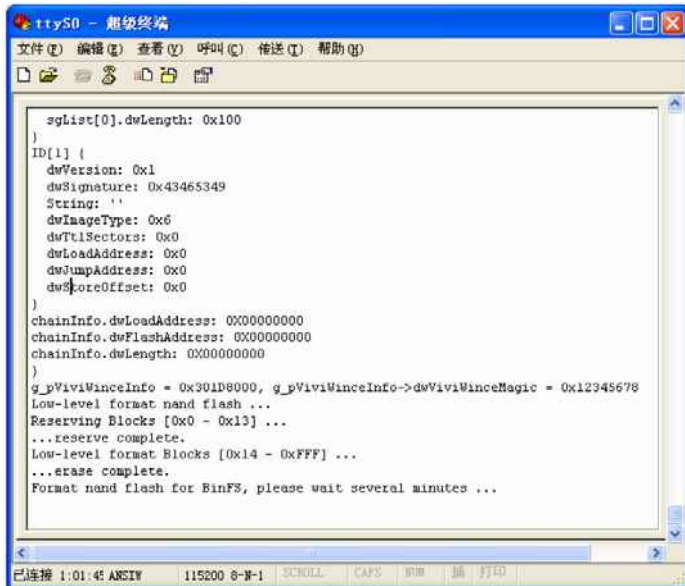 ttyS0 - 超级终端
文件(F) 编辑(E) 查看(V) 呼叫(C) 传送(T) 帮助(H)
sgList[0].dwLength: 0x100
}
ID[1] {
dwVersion: 0x1
dwSignature: 0x43465349
String: ''
dwImageType: 0x6
dwTtlSectors: 0x0
dwLoadAddress: 0x0
dwJumpAddress: 0x0
dwStoreOffset: 0x0
}
chainInfo.dwLoadAddress: 0X00000000
chainInfo.dwFlashAddress: 0X00000000
chainInfo.dwLength: 0X00000000
}
g_pViviWinceInfo = 0x301D8000, g_pViviWinceInfo->dwViviWinceMagic = 0x12345678
Low-level format nand flash ...
Reserving Blocks [0x0 - 0x13] ...
...reserve complete.
Low-level format Blocks [0x14 - 0xFFF] ...
...erase complete.
Format nand flash for BinFS, please wait several minutes ...
已连接 1:01:45 ANSIW 115200 8-N-1 SCROLL CAPS NUM 捕 打印